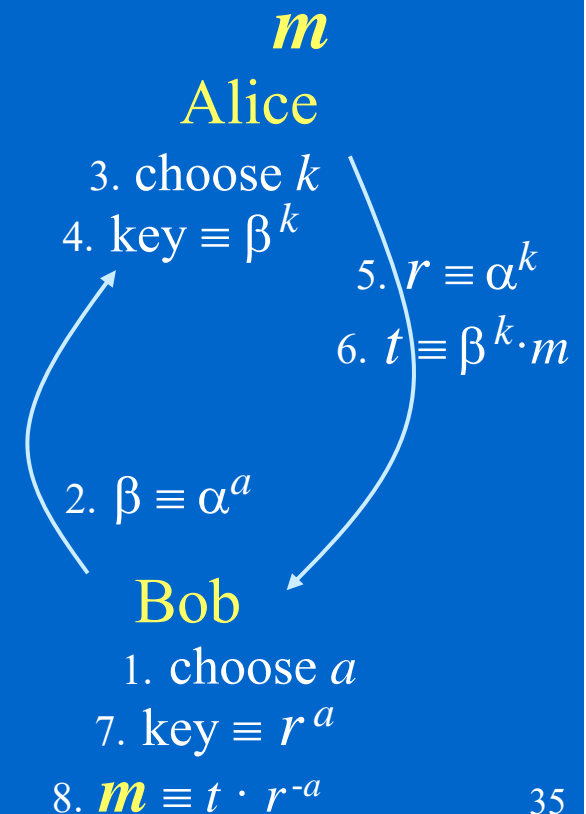 m
Alice
3. choose k
4. key ≡ β^k
5. r ≡ α^k
6. t ≡ β^k·m
2. β ≡ α^a
Bob
1. choose a
7. key ≡ r^a
8. m ≡ t · r^-a
35